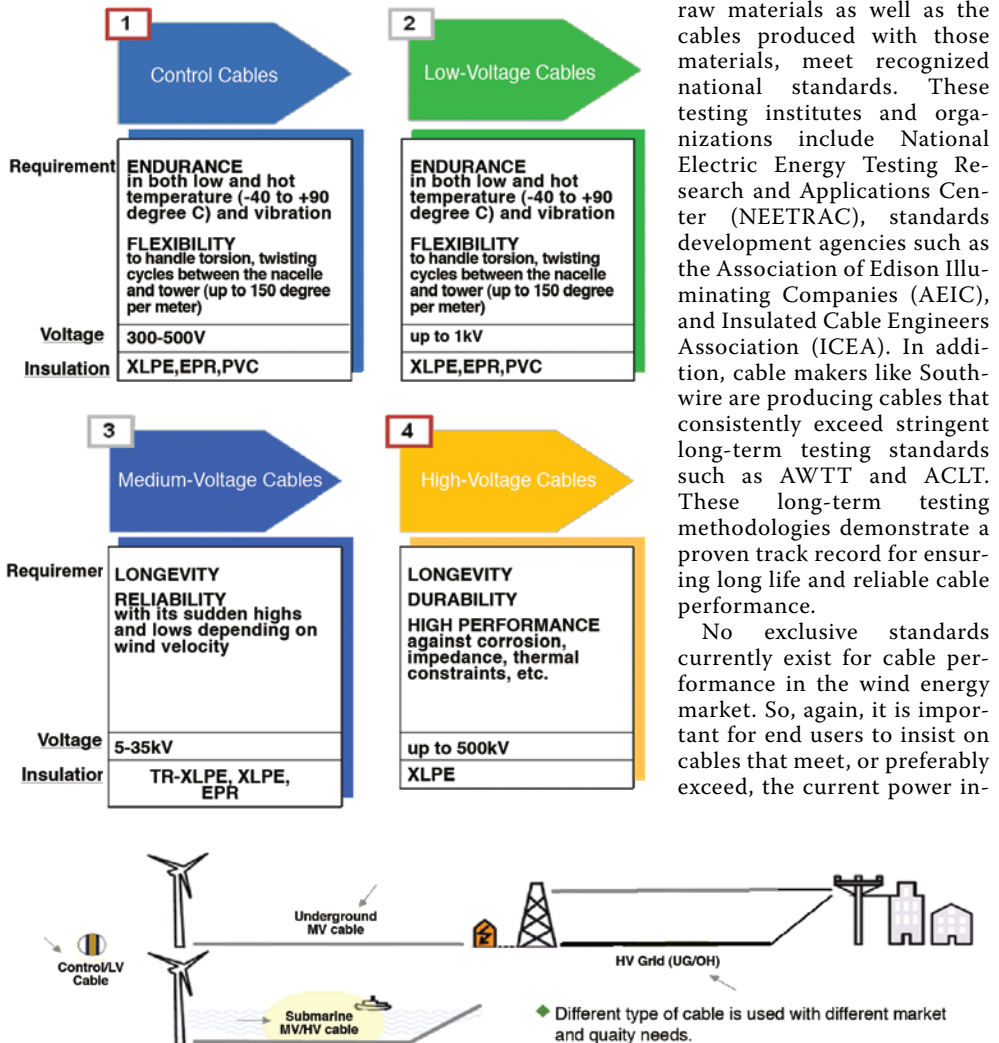 1
Control Cables
Requirement
ENDURANCE
in both low and hot
temperature (-40 to +90
degree C) and vibration
FLEXIBILITY
to handle torsion, twisting
cycles between the nacelle
and tower (up to 150 degree
per meter)
Voltage
300-500V
Insulation
XLPE,EPR,PVC
2
Low-Voltage Cables
ENDURANCE
in both low and hot
temperature (-40 to +90
degree C) and vibration
FLEXIBILITY
to handle torsion, twisting
cycles between the nacelle
and tower (up to 150 degree
per meter)
up to 1kV
XLPE,EPR,PVC
3
Medium-Voltage Cables
Requiremer
LONGEVITY
RELIABILITY
with its sudden highs
and lows depending on
wind velocity
Voltage
5-35kV
Insulatior
TR-XLPE, XLPE,
EPR
4
High-Voltage Cables
LONGEVITY
DURABILITY
HIGH PERFORMANCE
against corrosion,
impedance, thermal
constraints, etc.
up to 500kV
XLPE
raw materials as well as the
cables produced with those
materials, meet recognized
national standards. These
testing institutes and orga-
nizations include National
Electric Energy Testing Re-
search and Applications Cen-
ter (NEETRAC), standards
development agencies such as
the Association of Edison Illu-
minating Companies (AEIC),
and Insulated Cable Engineers
Association (ICEA). In addi-
tion, cable makers like South-
wire are producing cables that
consistently exceed stringent
long-term testing standards
such as AWTT and ACLT.
These long-term testing
methodologies demonstrate a
proven track record for ensur-
ing long life and reliable cable
performance.
No exclusive standards
currently exist for cable per-
formance in the wind energy
market. So, again, it is impor-
tant for end users to insist on
cables that meet, or preferably
exceed, the current power in-
Control/LV
Cable
Underground
MV cable
Submarine
MV/HV cable
HV Grid (UG/OH)
Different type of cable is used with different market
and quaity needs.